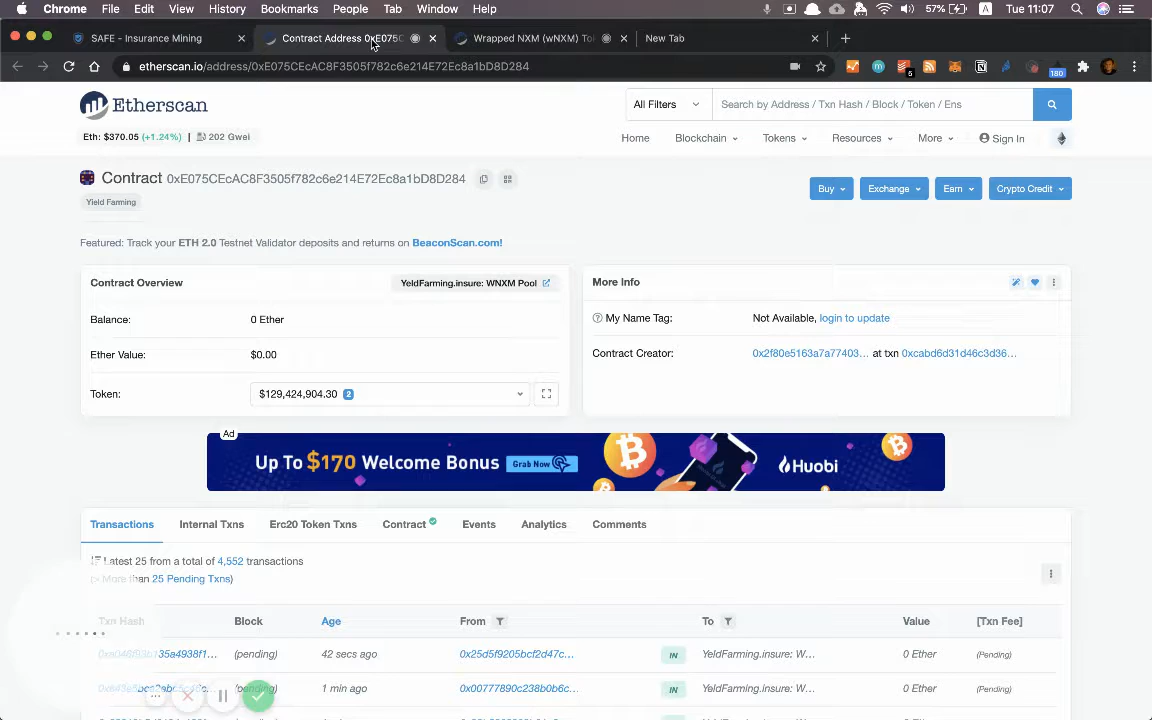 Chrome File Edit View History Bookmarks People Tab Window Help 57% A Tue 11:07
SAFE - Insurance Mining Contract Address 0xE075C Wrapped NXM (wNXM) To New Tab
etherscan.io/address/0xE075CEcAC8F3505f782c6e214E72Ec8a1bD8D284 5 180
Etherscan
All Filters Search by Address / Txn Hash / Block / Token / Ens
Eth: $370.05 (+1.24%) | 202 Gwei
Home Blockchain Tokens Resources More Sign In
Contract 0xE075CEcAC8F3505f782c6e214E72Ec8a1bD8D284
Buy Exchange Earn Crypto Credit
Yield Farming
Featured: Track your ETH 2.0 Testnet Validator deposits and returns on BeaconScan.com!
Contract Overview YeldFarming.insure: WNXM Pool
Balance: 0 Ether
Ether Value: $0.00
Token: $129,424,904.30 2
More Info
My Name Tag: Not Available, login to update
Contract Creator: 0x2f80e5163a7a77403... at txn 0xcabd6d31d46c3d36...
Ad
Up To $170 Welcome Bonus Grab Now Huobi
Transactions Internal Txns Erc20 Token Txns Contract Events Analytics Comments
Latest 25 from a total of 4,552 transactions
(> More than 25 Pending Txns)
Txn Hash Block Age From To Value [Txn Fee]
(pending) 42 secs ago 0x25d5f9205bcf2d47c... IN YeldFarming.insure: W... 0 Ether (Pending)
(pending) 1 min ago 0x00777890c238b0b6c... IN YeldFarming.insure: W... 0 Ether (Pending)